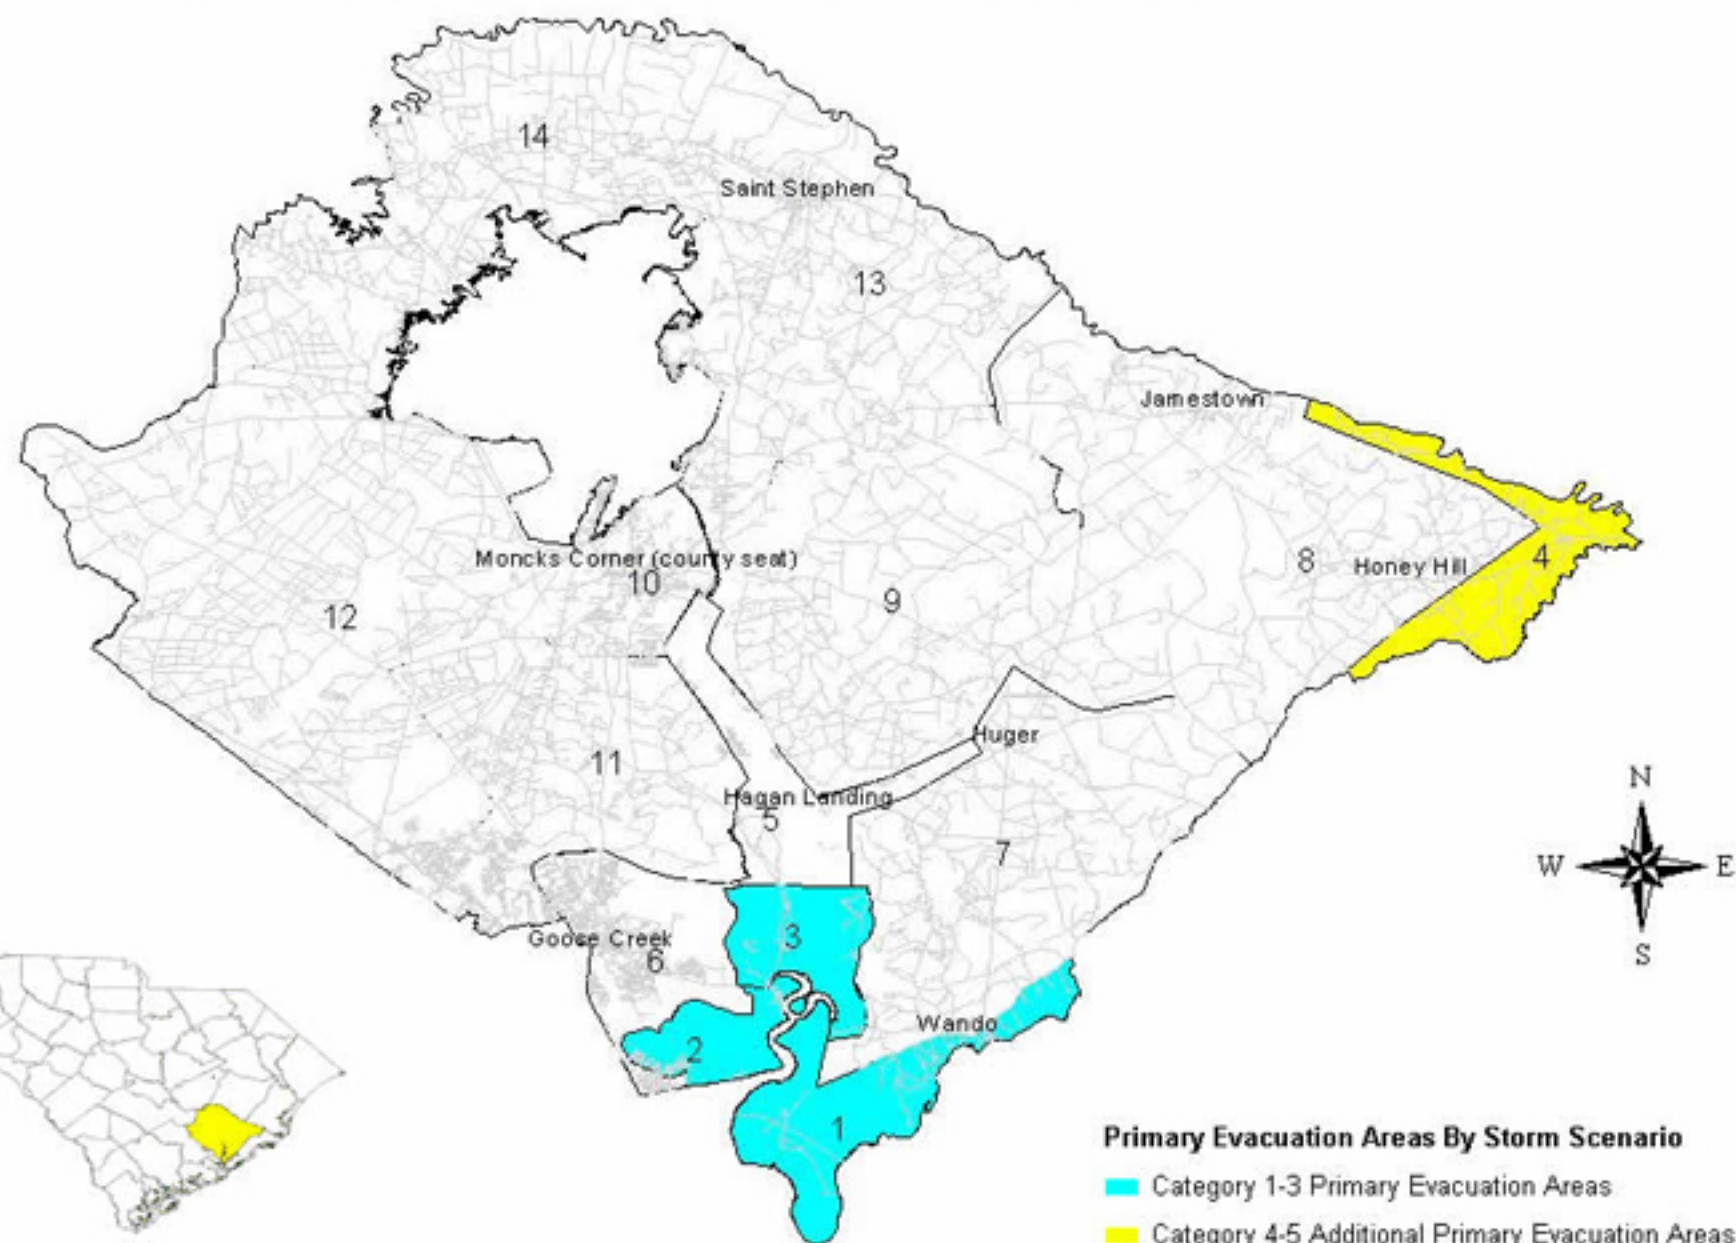 14
Saint Stephen
13
Jamestown
Moncks Corner (county seat)
10
12
9
8
Honey Hill
4
Huger
11
Hagan Landing
5
7
N
W
E
S
3
Goose Creek
6
Wando
2
1
Primary Evacuation Areas By Storm Scenario
Category 1-3 Primary Evacuation Areas
Category 4-5 Additional Primary Evacuation Areas